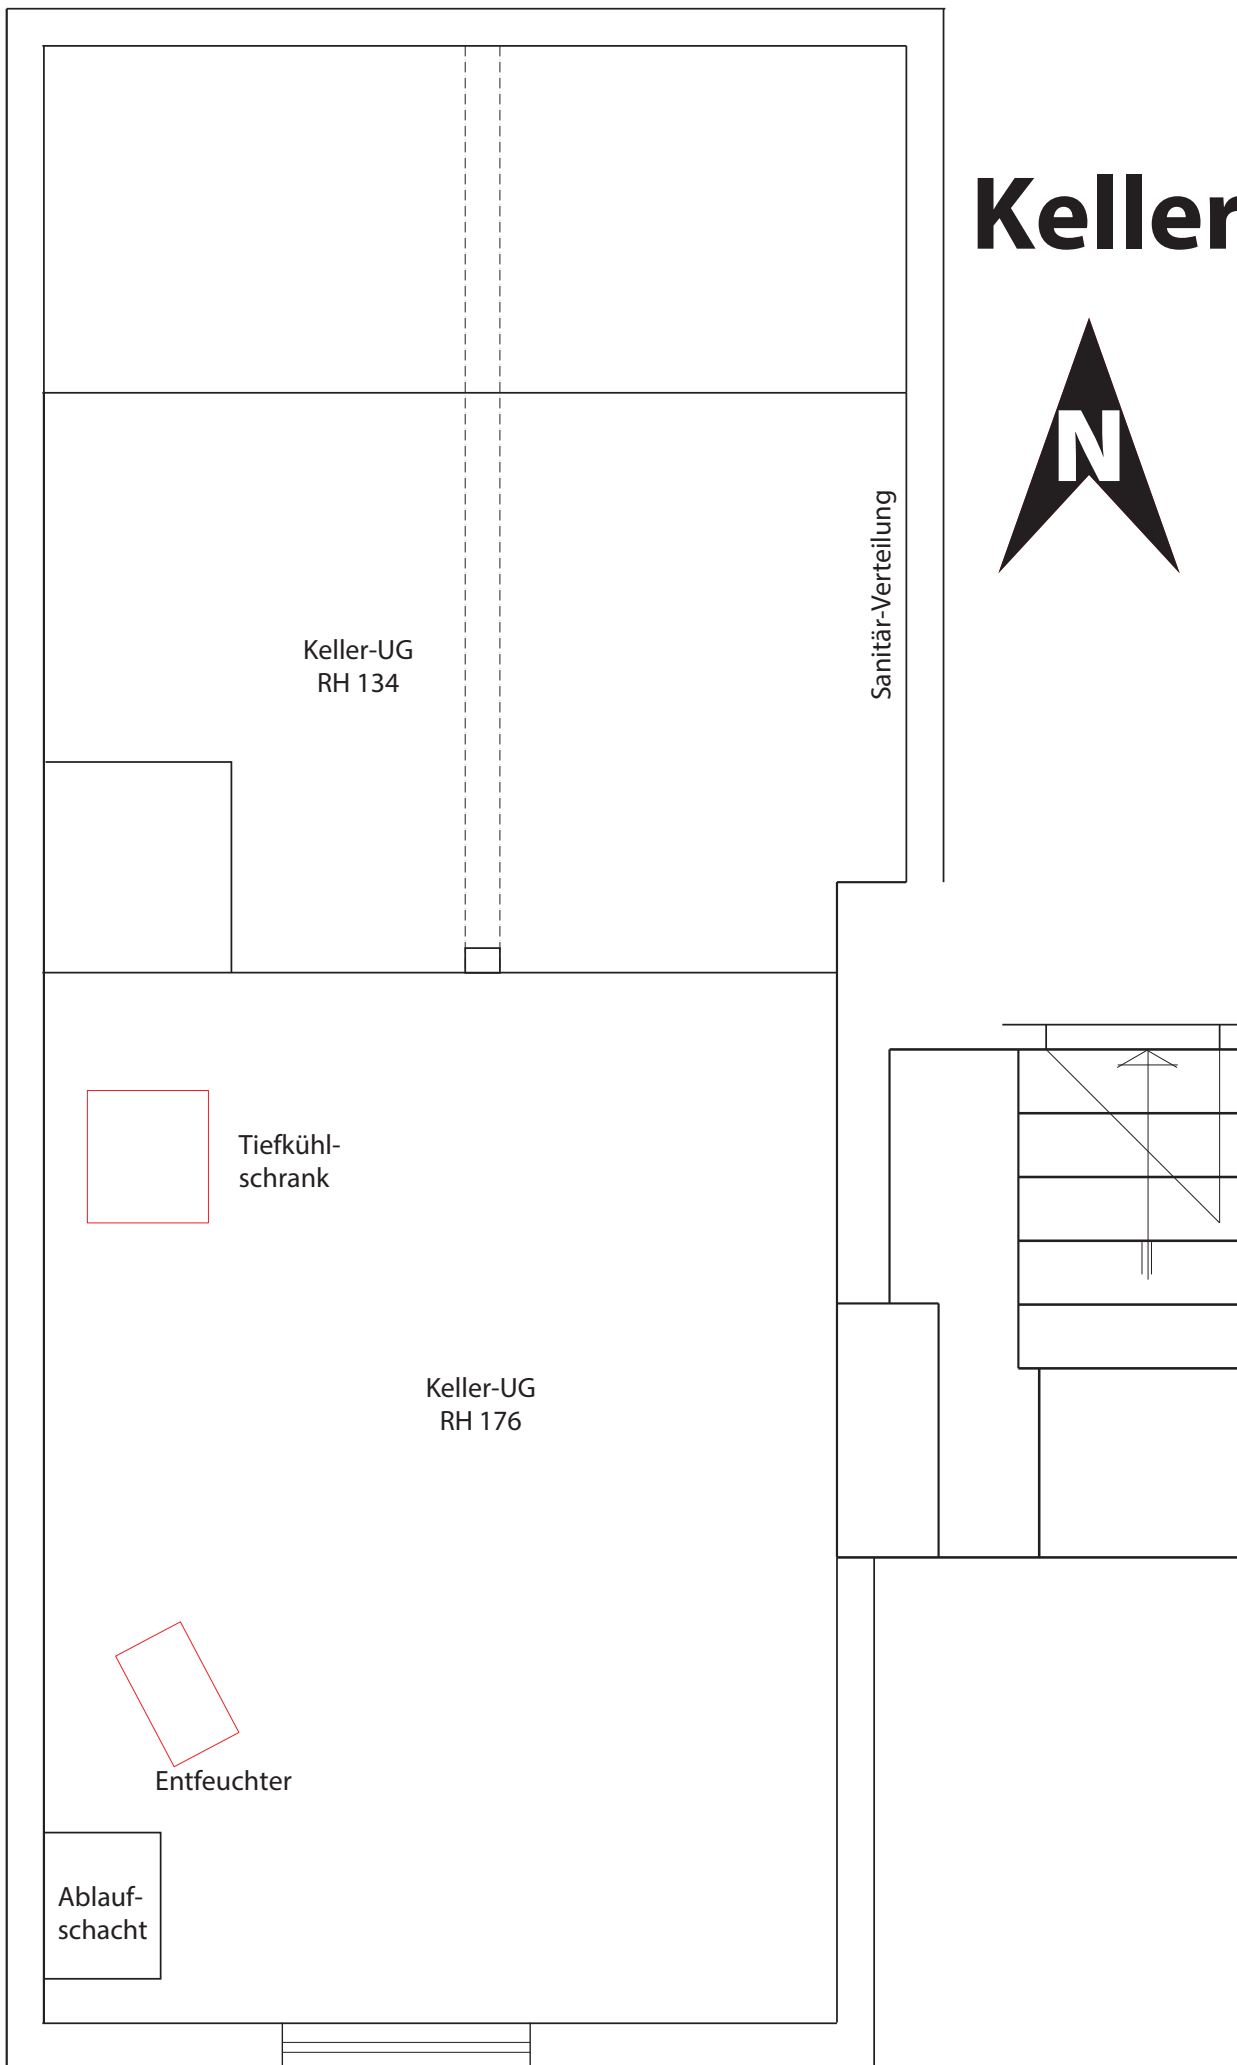 Keller
N
Sanitär-Verteilung
Keller-UG
RH 134
Tiefkühl-
schrank
Keller-UG
RH 176
Entfeuchter
Ablauf-
schacht